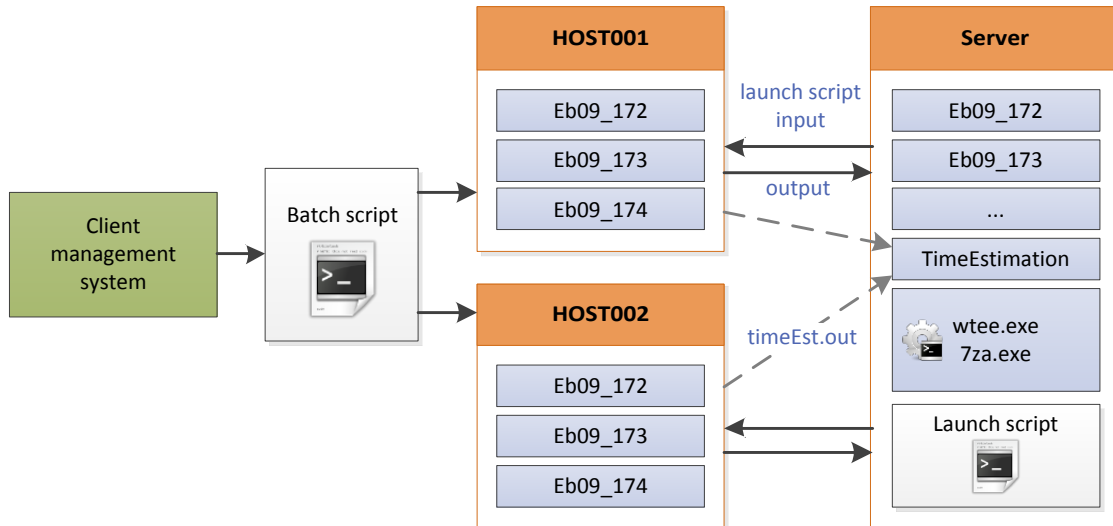 Client
management
system
Batch script
>_
HOST001
Eb09_172
Eb09_173
Eb09_174
HOST002
Eb09_172
Eb09_173
Eb09_174
launch script
input
output
timeEst.out
Server
Eb09_172
Eb09_173
...
TimeEstimation
wtee.exe
7za.exe
Launch script
>_